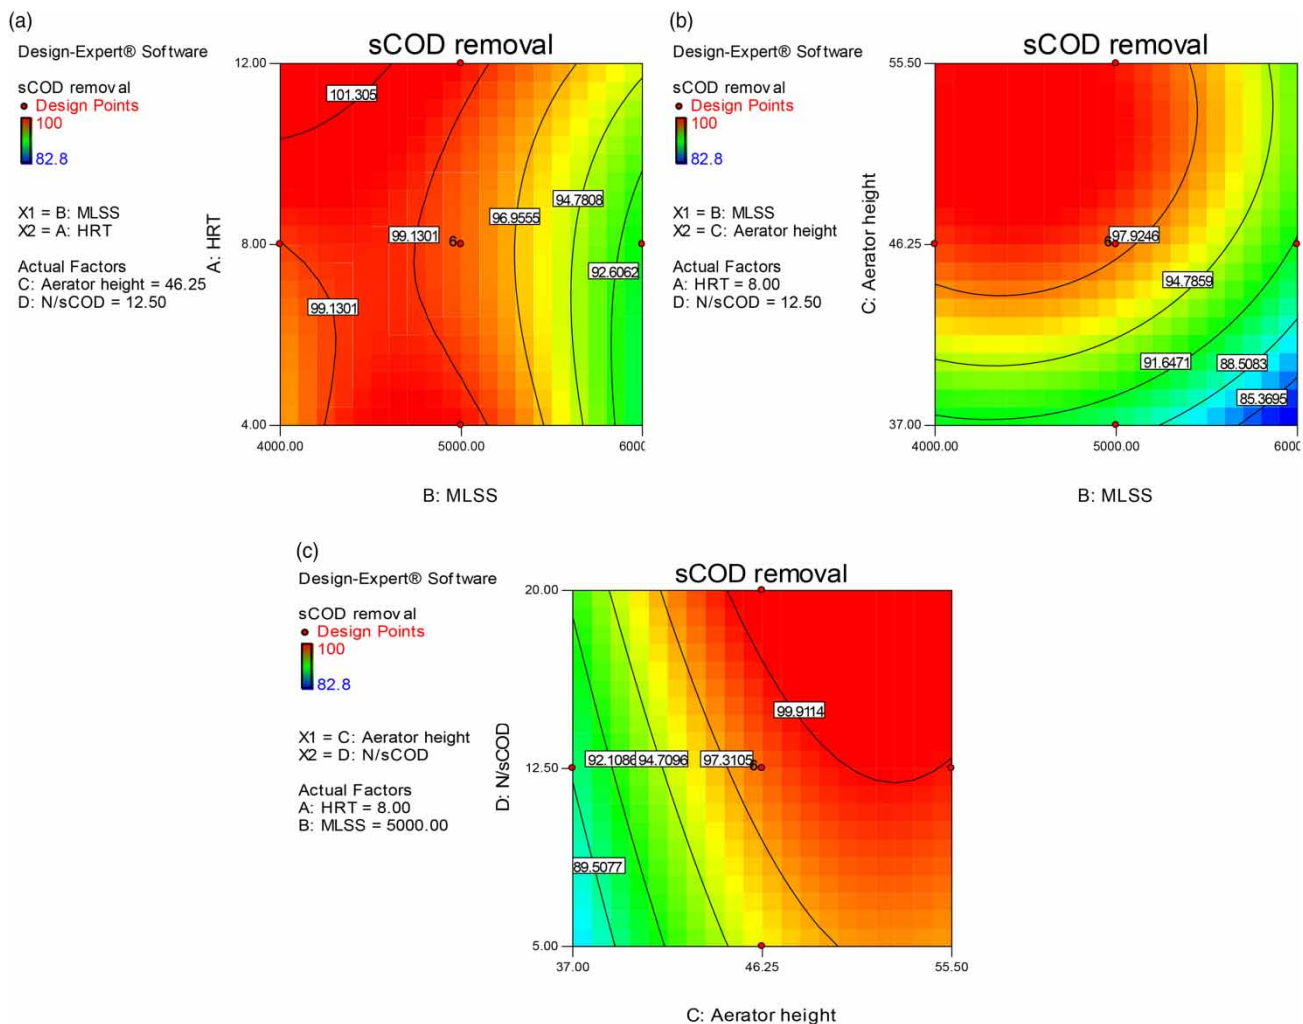 (a)
Design-Expert® Software
sCOD removal
Design Points
100
82.8
X1 = B: MLSS
X2 = A: HRT
Actual Factors
C: Aerator height = 46.25
D: N/sCOD = 12.50
sCOD removal
12.00
8.00
4.00
A: HRT
101.305
99.1301
99.1301
6
96.9555
94.7808
92.6062
4000.00
5000.00
6000
B: MLSS
(b)
Design-Expert® Software
sCOD removal
Design Points
100
82.8
X1 = B: MLSS
X2 = C: Aerator height
Actual Factors
A: HRT = 8.00
D: N/sCOD = 12.50
sCOD removal
55.50
46.25
37.00
C: Aerator height
6
97.9246
94.7859
91.6471
88.5083
85.3695
4000.00
5000.00
6000
B: MLSS
(c)
Design-Expert® Software
sCOD removal
Design Points
100
82.8
X1 = C: Aerator height
X2 = D: N/sCOD
Actual Factors
A: HRT = 8.00
B: MLSS = 5000.00
sCOD removal
20.00
12.50
5.00
D: N/sCOD
99.9114
92.1086
94.7096
97.3105
6
89.5077
37.00
46.25
55.50
C: Aerator height